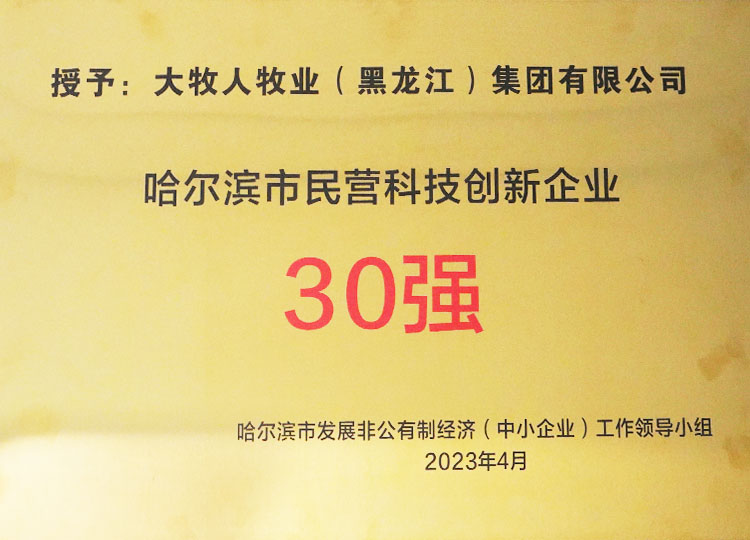 授予：大牧人牧业（黑龙江）集团有限公司
哈尔滨市民营科技创新企业
30强
哈尔滨市发展非公有制经济（中小企业）工作领导小组
2023年4月